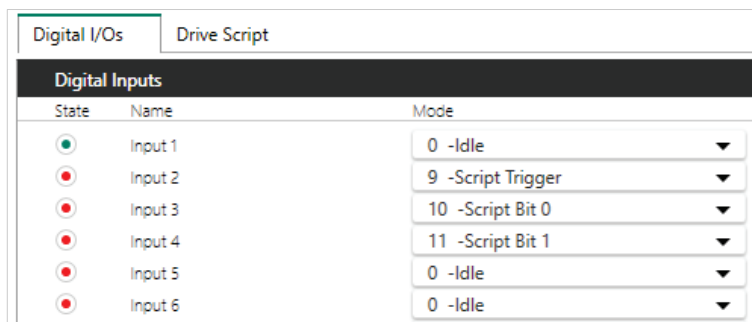 Digital I/Os Drive Script
Digital Inputs
State Name Mode
Input 1 0 -Idle
Input 2 9 -Script Trigger
Input 3 10 -Script Bit 0
Input 4 11 -Script Bit 1
Input 5 0 -Idle
Input 6 0 -Idle